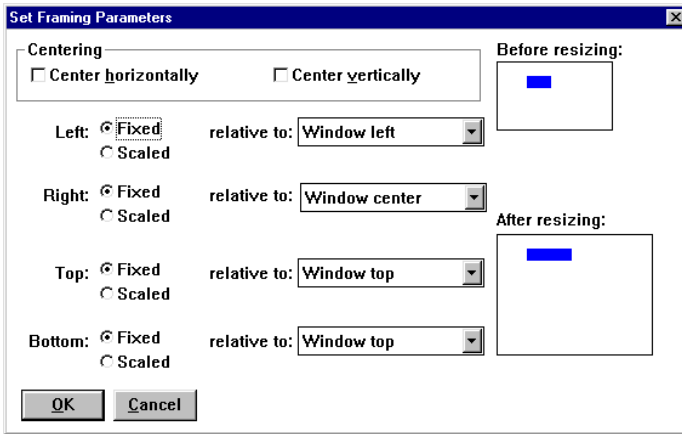 Set Framing Parameters
Centering
Center horizontally
Center vertically
Before resizing:
Left:
Fixed
relative to:
Window left
Scaled
Right:
Fixed
relative to:
Window center
Scaled
After resizing:
Top:
Fixed
relative to:
Window top
Scaled
Bottom:
Fixed
relative to:
Window top
Scaled
OK
Cancel